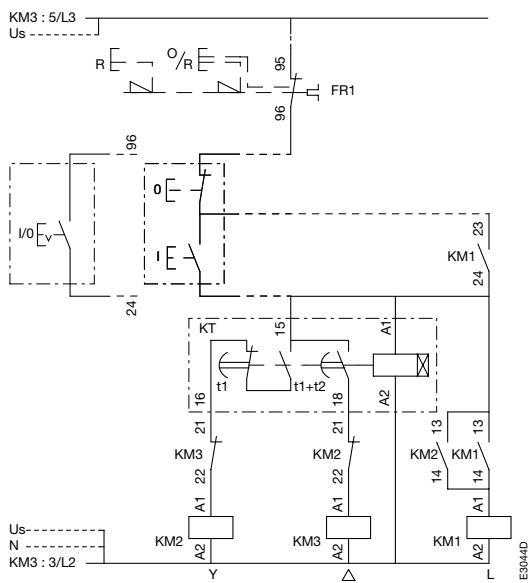 KM3 : 5/L3
Us
O/R
R
95
FR1
96
96
0
I/0
I
23
KM1
24
24
KT
15
A1
t1
t1+t2
16
18
A2
21
21
13
13
KM3
KM2
KM2
KM1
22
22
14
14
A1
A1
A1
Us
N
KM2
KM3
KM1
A2
A2
A2
KM3 : 3/L2
Y
L
E3044D